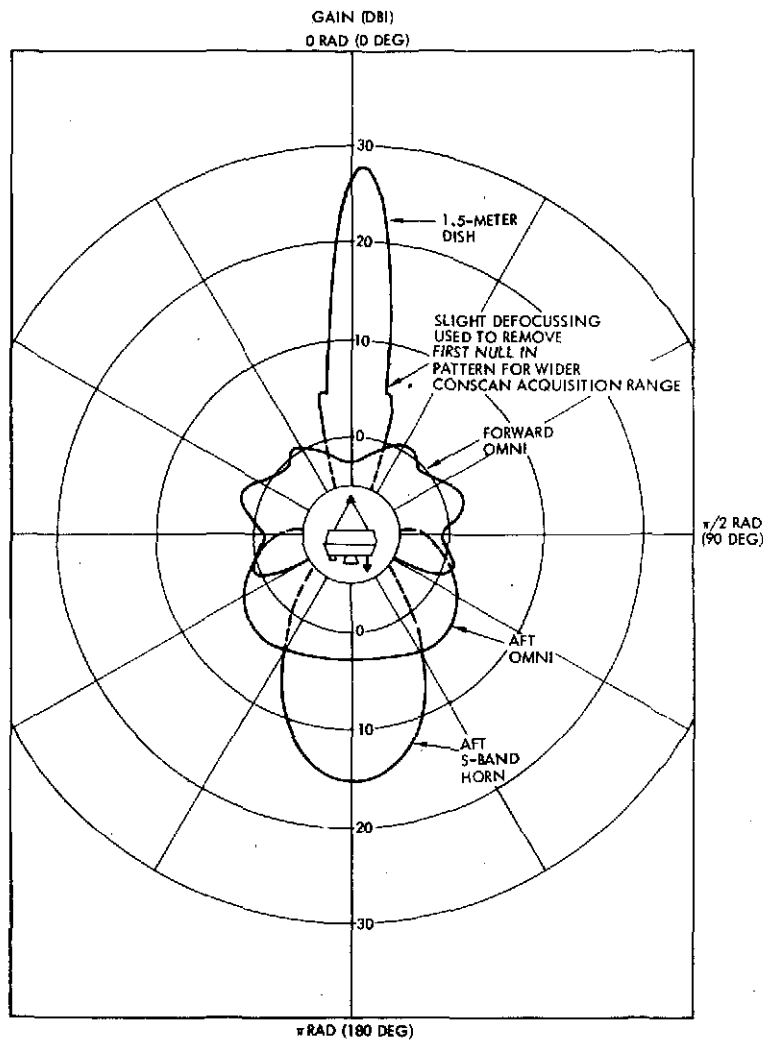 GAIN (DBI)
0 RAD (0 DEG)
30
1.5-METER
DISH
20
SLIGHT DEFOCUSSING
USED TO REMOVE
FIRST NULL IN
PATTERN FOR WIDER
CONSCAN ACQUISITION RANGE
10
0
FORWARD
OMNI
π/2 RAD
(90 DEG)
0
AFT
OMNI
10
AFT
S-BAND
HORN
20
30
π RAD (180 DEG)